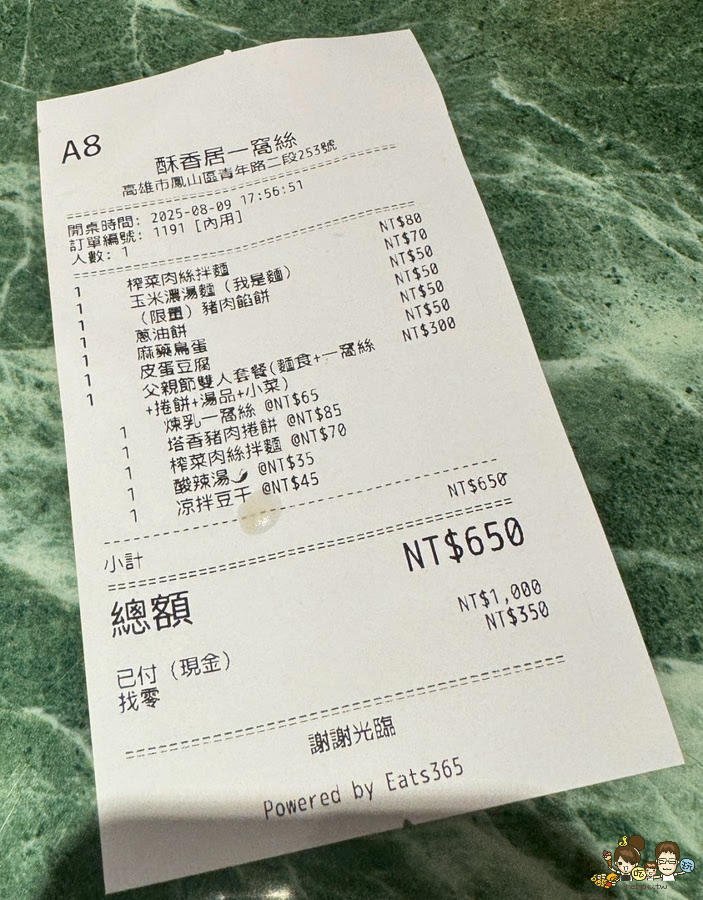 A8
酥香居一窩絲
高雄市鳳山區青年路二段253號
開桌時間: 2025-08-09 17:56:51
訂單編號: 1191 [內用]
人數: 1
1 榨菜肉絲拌麵 NT$80
1 玉米濃湯麵 (我是麵) NT$70
1 (限量) 豬肉餡餅 NT$50
1 蔥油餅 NT$50
1 麻藥鳥蛋 NT$50
1 皮蛋豆腐 NT$50
1 父親節雙人套餐(麵食+一窩絲 NT$300
+捲餅+湯品+小菜)
1 煉乳一窩絲 @NT$65
1 塔香豬肉捲餅 @NT$85
1 榨菜肉絲拌麵 @NT$70
1 酸辣湯🌶 @NT$35
1 凉拌豆干 @NT$45
小計 NT$650
總額 NT$650
已付 (現金) NT$1,000
找零 NT$350
謝謝光臨
Powered by Eats365